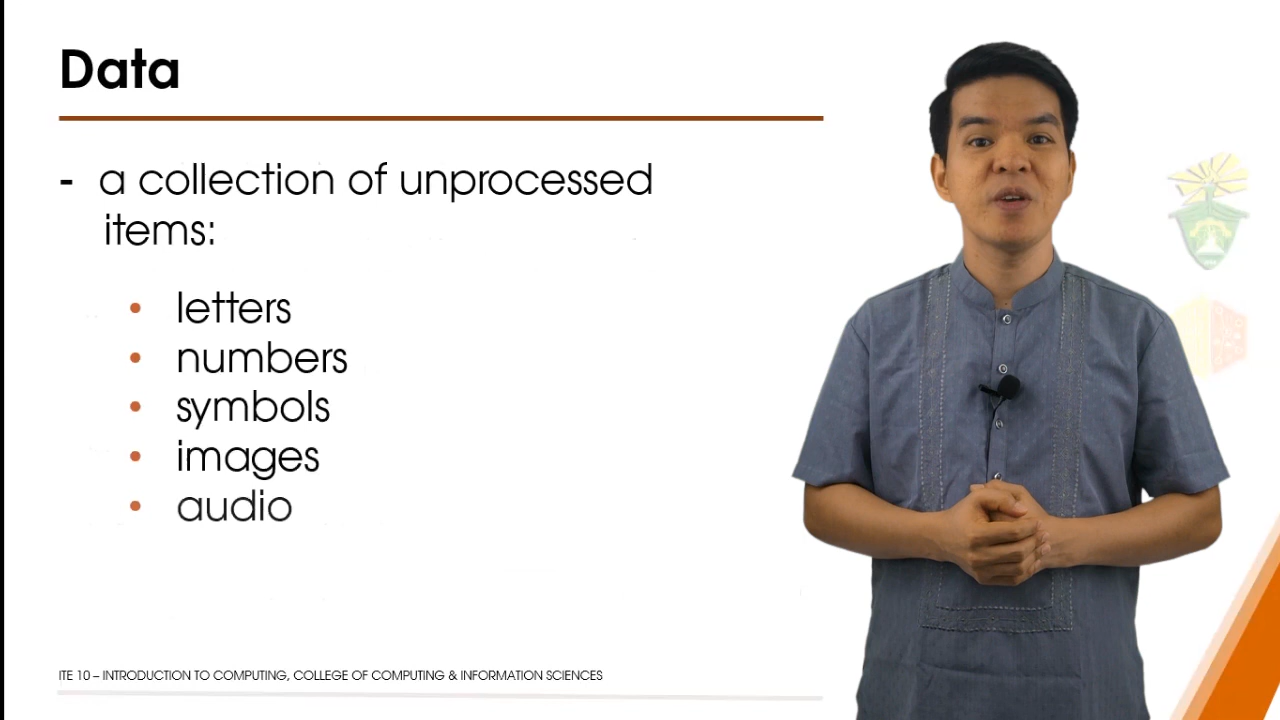 Data
- a collection of unprocessed
items:
• letters
• numbers
• symbols
• images
• audio
ITE 10 – INTRODUCTION TO COMPUTING, COLLEGE OF COMPUTING & INFORMATION SCIENCES